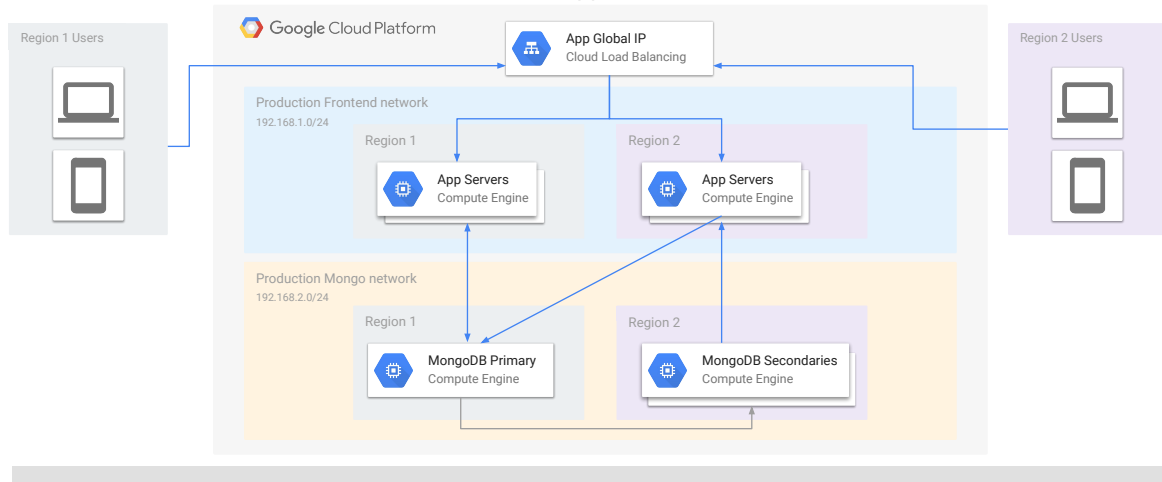 Region 1 Users
Google Cloud Platform
App Global IP
Cloud Load Balancing
Region 2 Users
Production Frontend network
192.168.1.0/24
Region 1
App Servers
Compute Engine
Region 2
App Servers
Compute Engine
Production Mongo network
192.168.2.0/24
Region 1
MongoDB Primary
Compute Engine
Region 2
MongoDB Secondaries
Compute Engine